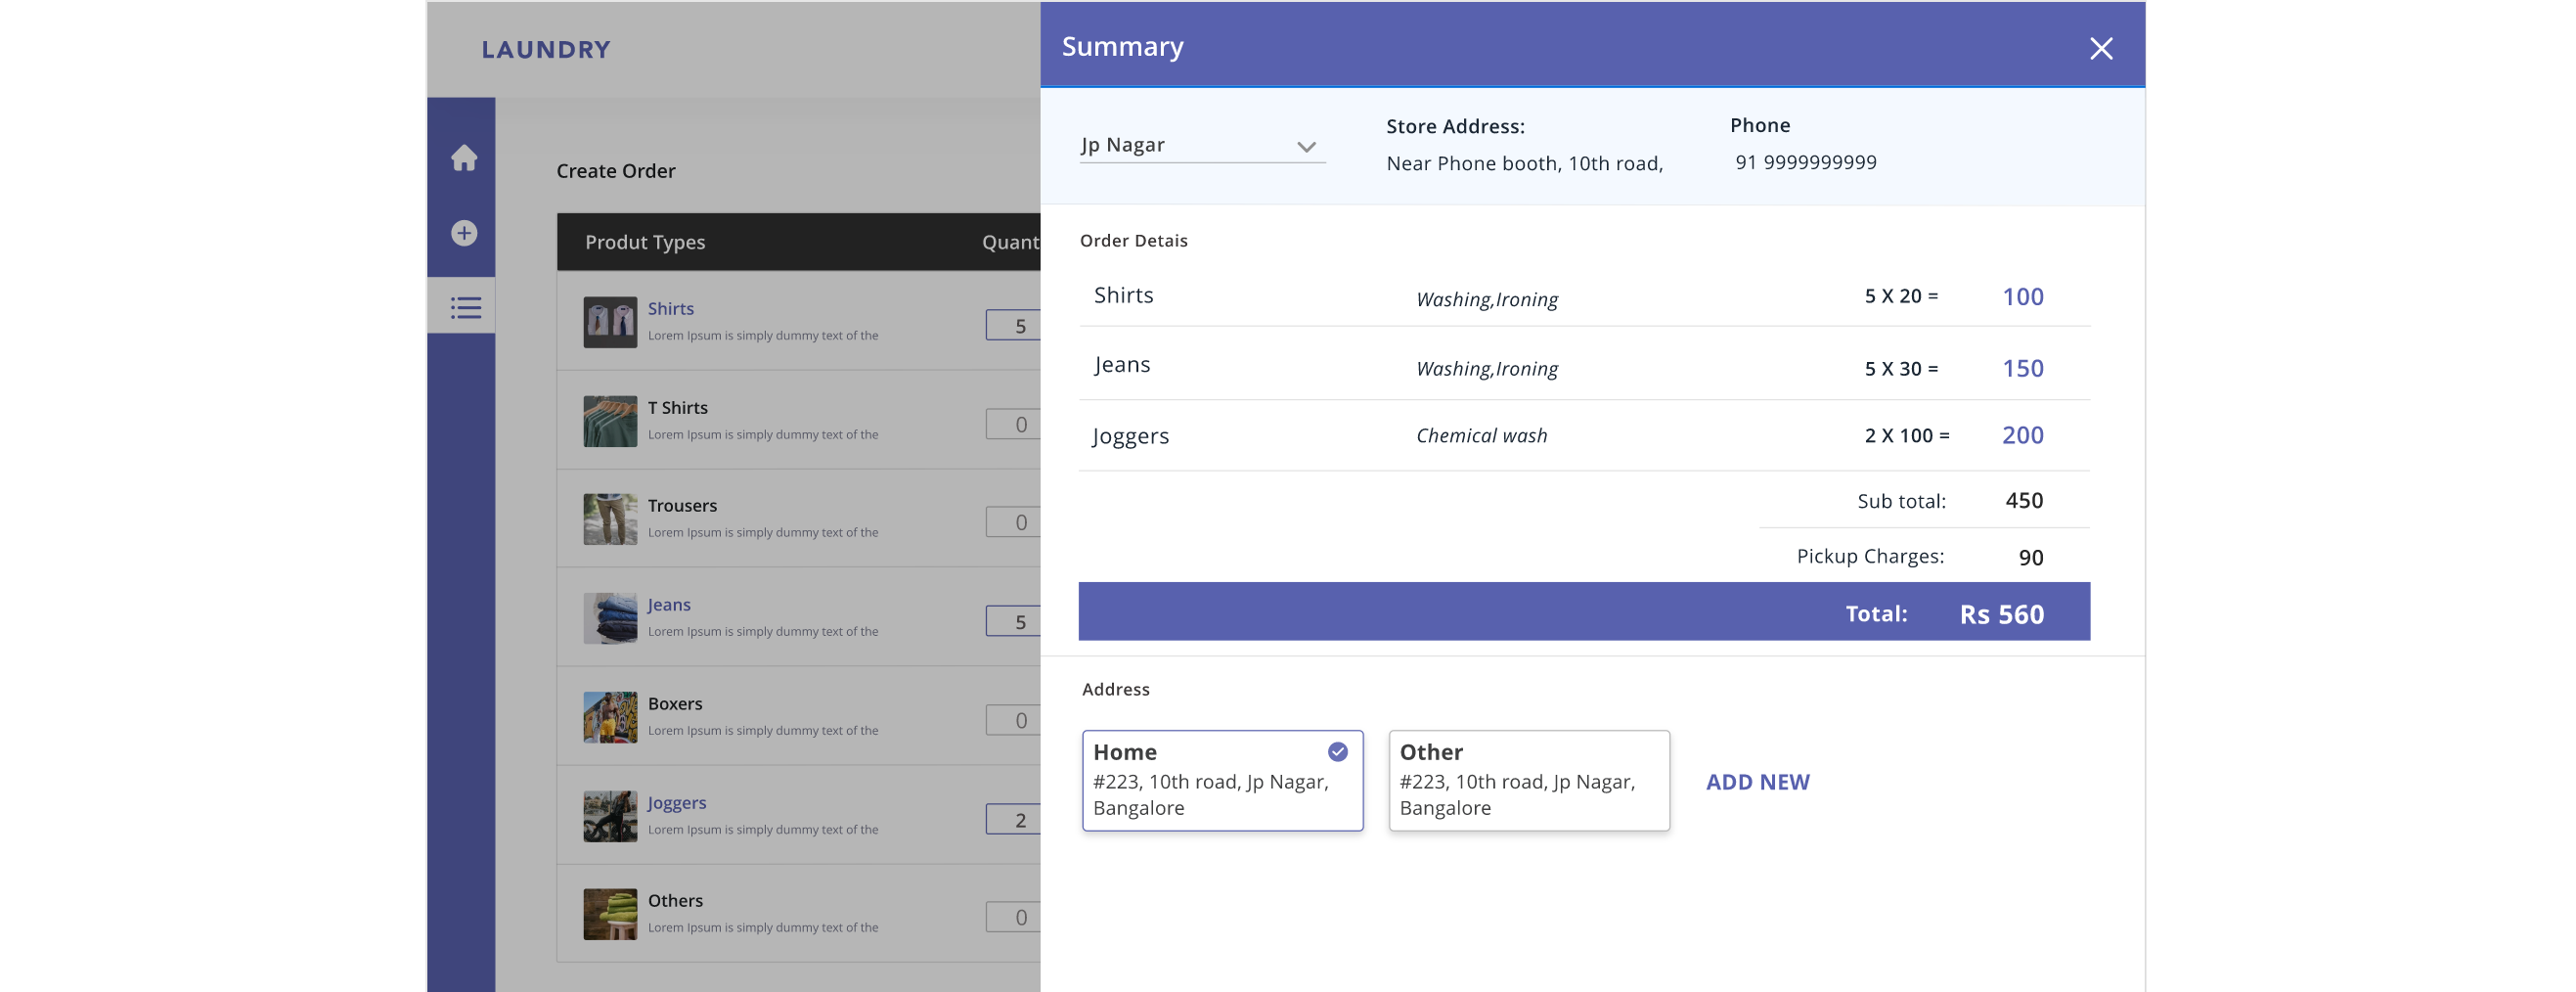 LAUNDRY
Create Order
Produt Types Quant
Shirts
Lorem Ipsum is simply dummy text of the
5
T Shirts
Lorem Ipsum is simply dummy text of the
0
Trousers
Lorem Ipsum is simply dummy text of the
0
Jeans
Lorem Ipsum is simply dummy text of the
5
Boxers
Lorem Ipsum is simply dummy text of the
0
Joggers
Lorem Ipsum is simply dummy text of the
2
Others
Lorem Ipsum is simply dummy text of the
0
Summary
Jp Nagar
Store Address:
Near Phone booth, 10th road,
Phone
91 9999999999
Order Detais
Shirts Washing,Ironing 5 X 20 = 100
Jeans Washing,Ironing 5 X 30 = 150
Joggers Chemical wash 2 X 100 = 200
Sub total: 450
Pickup Charges: 90
Total: Rs 560
Address
Home
#223, 10th road, Jp Nagar,
Bangalore
Other
#223, 10th road, Jp Nagar,
Bangalore
ADD NEW